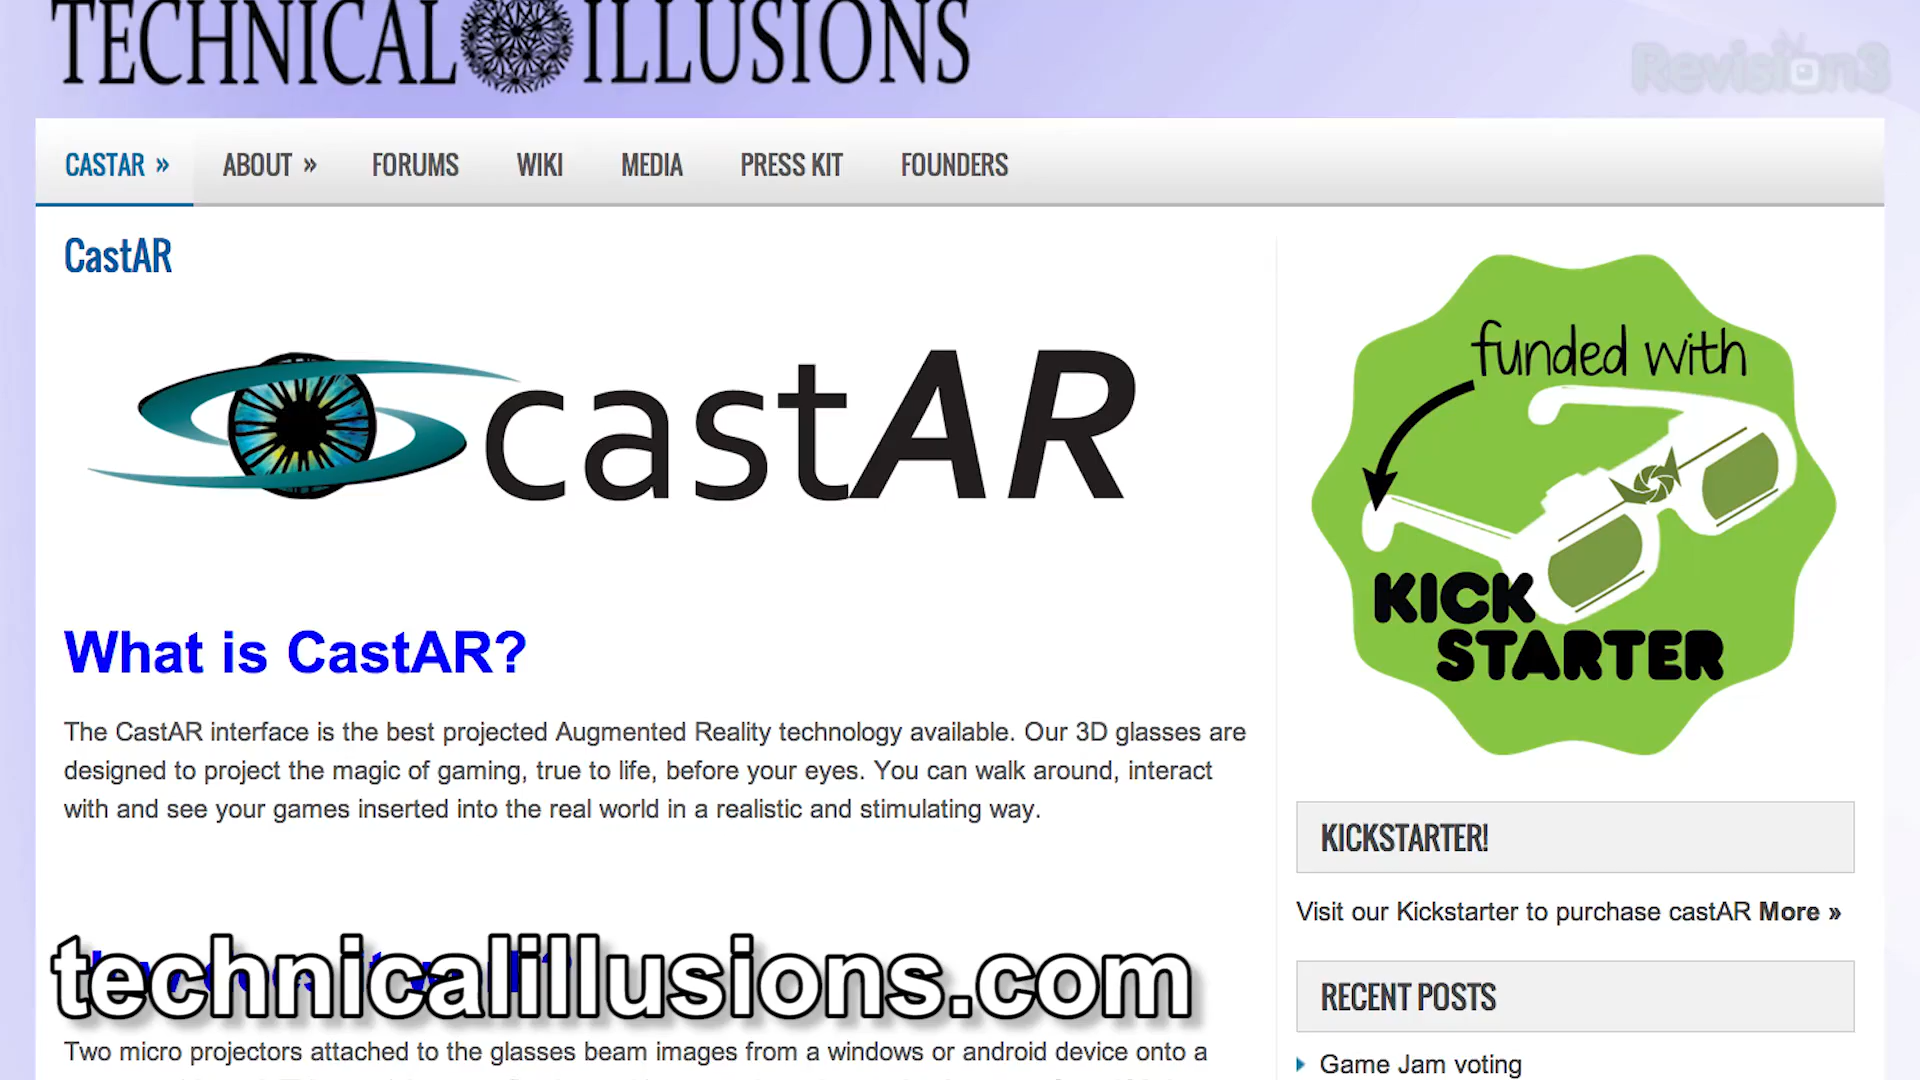 TECHNICAL ILLUSIONS
Revision3
CASTAR » ABOUT » FORUMS WIKI MEDIA PRESS KIT FOUNDERS
CastAR
castAR
funded with
KICK
STARTER
What is CastAR?
The CastAR interface is the best projected Augmented Reality technology available. Our 3D glasses are
designed to project the magic of gaming, true to life, before your eyes. You can walk around, interact
with and see your games inserted into the real world in a realistic and stimulating way.
KICKSTARTER!
Visit our Kickstarter to purchase castAR More »
technicalillusions.com
RECENT POSTS
Two micro projectors attached to the glasses beam images from a windows or android device onto a
Game Jam voting